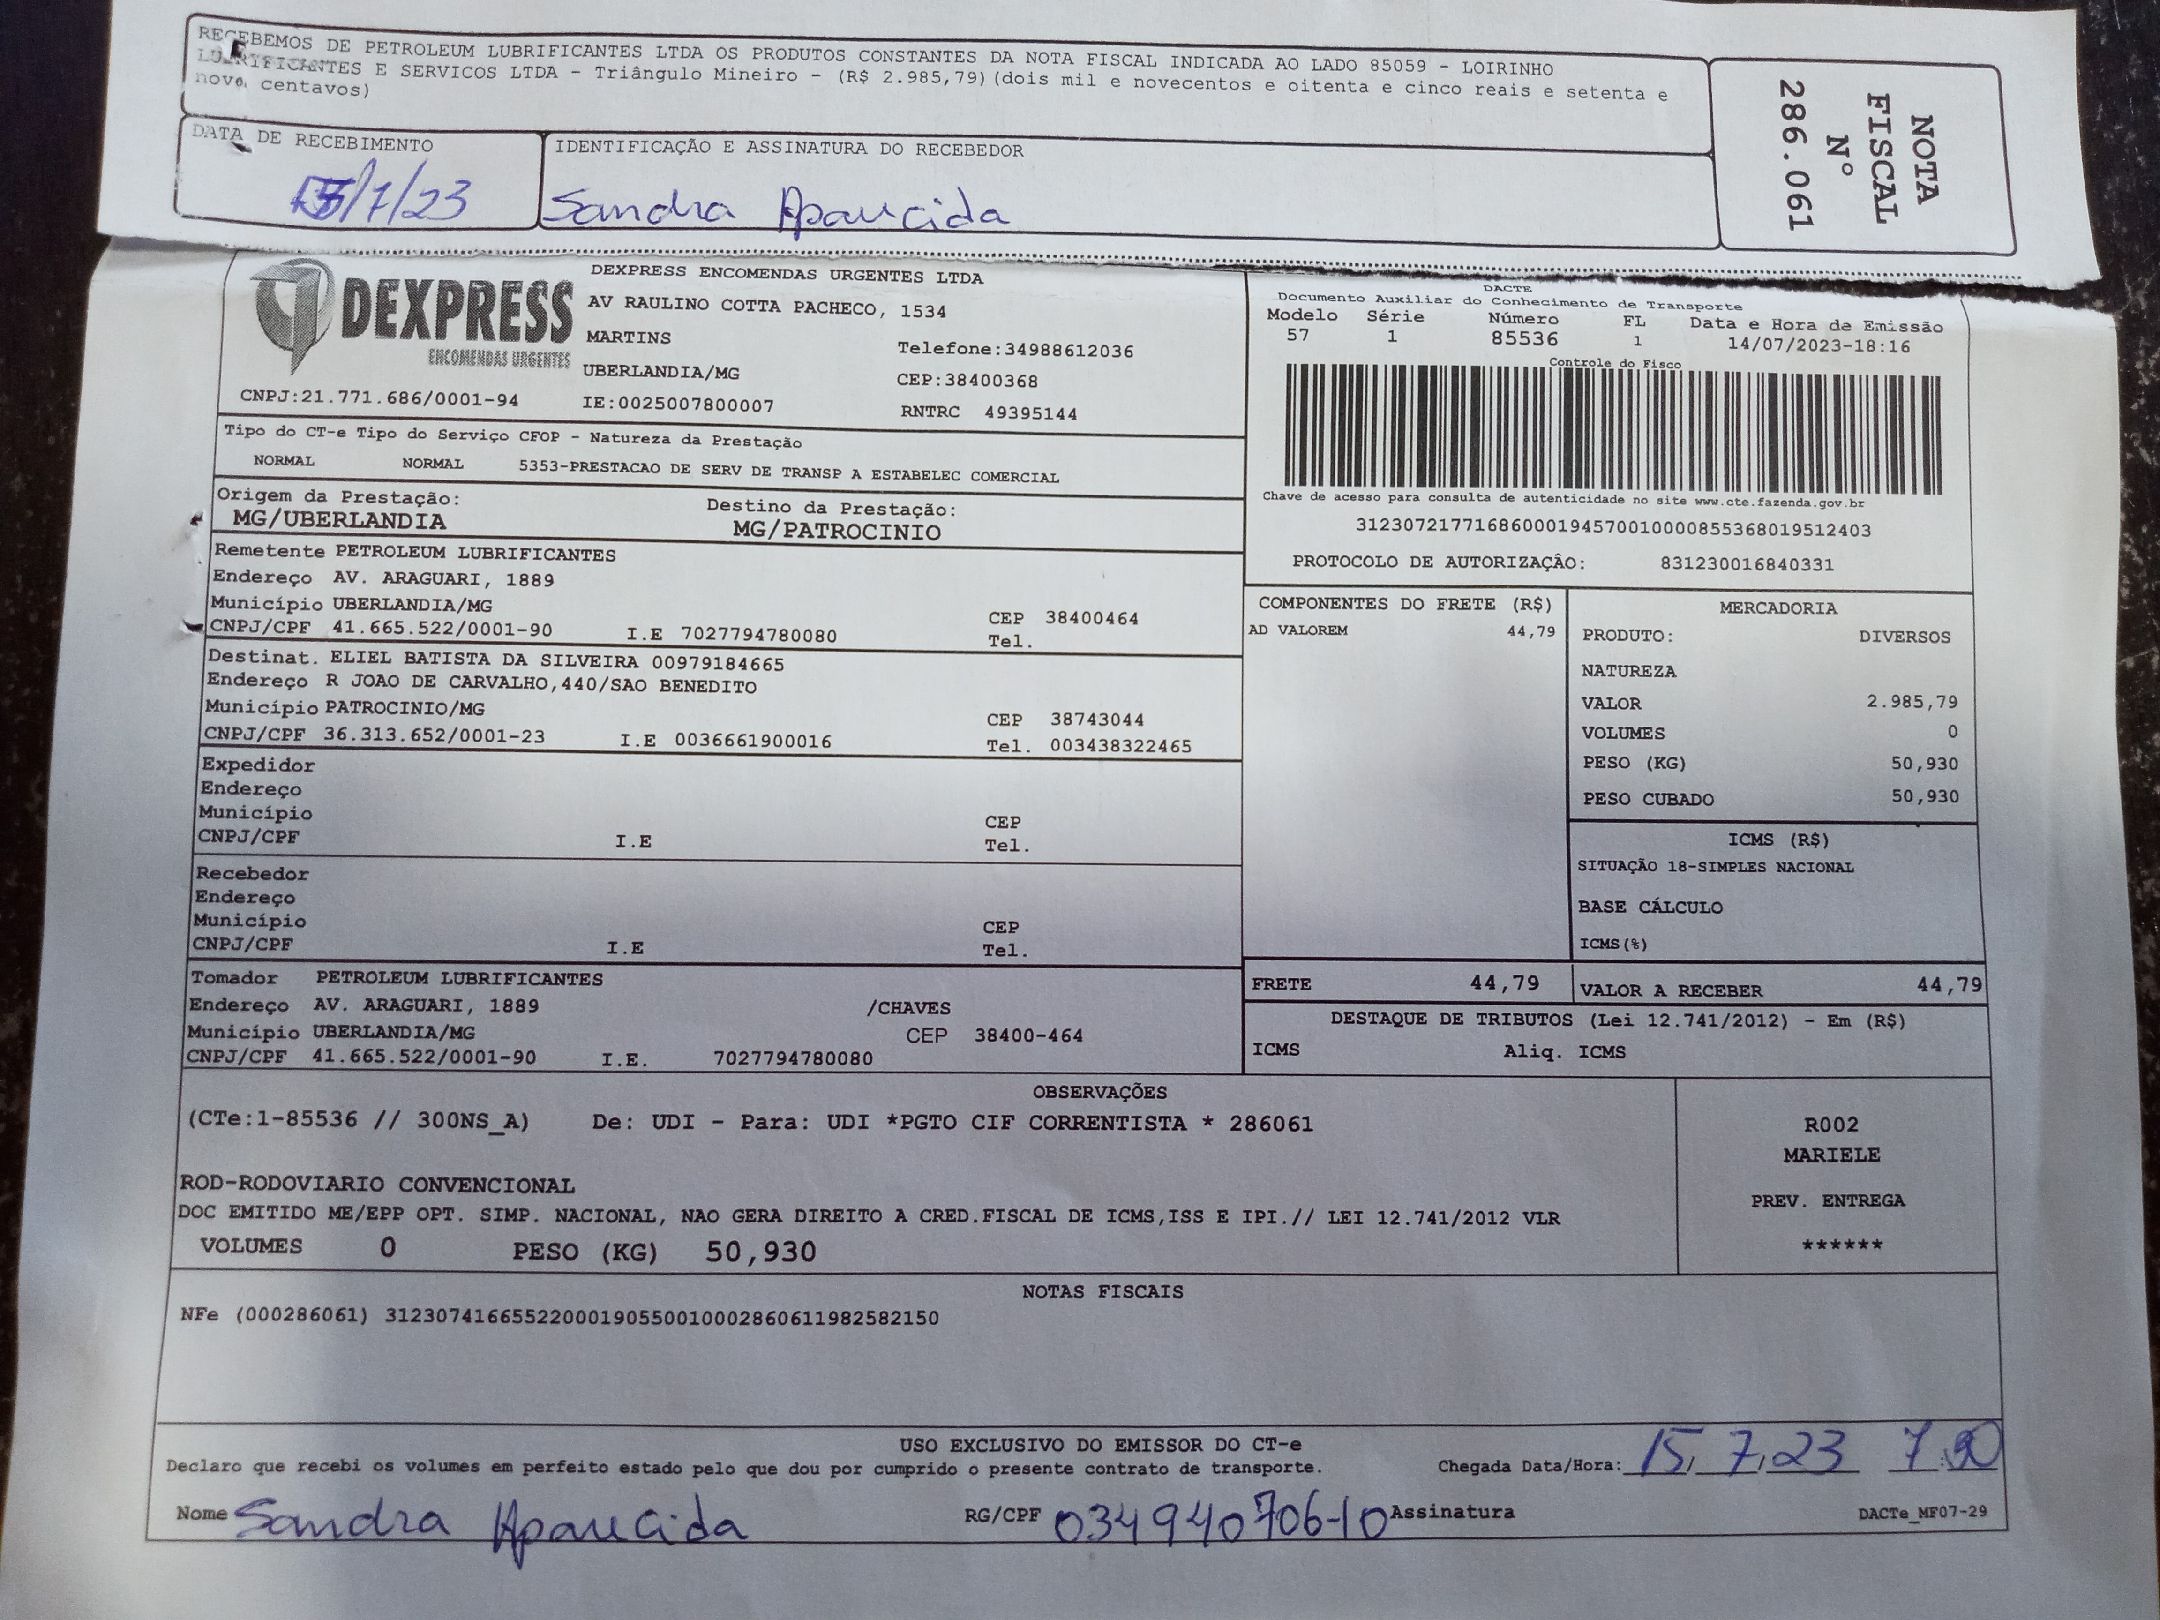 RECEBEMOS DE PETROLEUM LUBRIFICANTES LTDA OS PRODUTOS CONSTANTES DA NOTA FISCAL INDICADA AO LADO 85059 - LOIRINHO
LUBRIFICANTES E SERVICOS LTDA - Triângulo Mineiro - (R$ 2.985,79)(dois mil e novecentos e oitenta e cinco reais e setenta e
nove centavos)
DATA DE RECEBIMENTO
15/7/23
IDENTIFICAÇÃO E ASSINATURA DO RECEBEDOR
Sandra Aparecida
NOTA
FISCAL
Nº
286.061
DEXPRESS
ENCOMENDAS URGENTES
CNPJ:21.771.686/0001-94
DEXPRESS ENCOMENDAS URGENTES LTDA
AV RAULINO COTTA PACHECO, 1534
MARTINS Telefone:34988612036
UBERLANDIA/MG CEP:38400368
IE:0025007800007 RNTRC 49395144
DACTE
Documento Auxiliar do Conhecimento de Transporte
Modelo Série Número FL Data e Hora de Emissão
57 1 85536 1 14/07/2023-18:16
Controle do Fisco
Chave de acesso para consulta de autenticidade no site www.cte.fazenda.gov.br
31230721771686000194570010000855368019512403
PROTOCOLO DE AUTORIZAÇÃO: 831230016840331
Tipo do CT-e Tipo do Serviço CFOP - Natureza da Prestação
NORMAL NORMAL 5353-PRESTACAO DE SERV DE TRANSP A ESTABELEC COMERCIAL
Origem da Prestação: Destino da Prestação:
MG/UBERLANDIA MG/PATROCINIO
Remetente PETROLEUM LUBRIFICANTES
Endereço AV. ARAGUARI, 1889
Município UBERLANDIA/MG CEP 38400464
CNPJ/CPF 41.665.522/0001-90 I.E 7027794780080 Tel.
Destinat. ELIEL BATISTA DA SILVEIRA 00979184665
Endereço R JOAO DE CARVALHO,440/SAO BENEDITO
Município PATROCINIO/MG CEP 38743044
CNPJ/CPF 36.313.652/0001-23 I.E 0036661900016 Tel. 003438322465
Expedidor
Endereço
Município CEP
CNPJ/CPF I.E Tel.
Recebedor
Endereço
Município CEP
CNPJ/CPF I.E Tel.
Tomador PETROLEUM LUBRIFICANTES
Endereço AV. ARAGUARI, 1889 /CHAVES
Município UBERLANDIA/MG CEP 38400-464
CNPJ/CPF 41.665.522/0001-90 I.E. 7027794780080
COMPONENTES DO FRETE (R$)
AD VALOREM 44,79
MERCADORIA
PRODUTO: DIVERSOS
NATUREZA
VALOR 2.985,79
VOLUMES 0
PESO (KG) 50,930
PESO CUBADO 50,930
ICMS (R$)
SITUAÇÃO 18-SIMPLES NACIONAL
BASE CÁLCULO
ICMS(%)
FRETE 44,79 VALOR A RECEBER 44,79
DESTAQUE DE TRIBUTOS (Lei 12.741/2012) - Em (R$)
ICMS Aliq. ICMS
OBSERVAÇÕES
(CTe:1-85536 // 300NS_A) De: UDI - Para: UDI *PGTO CIF CORRENTISTA * 286061
ROD-RODOVIARIO CONVENCIONAL
DOC EMITIDO ME/EPP OPT. SIMP. NACIONAL, NAO GERA DIREITO A CRED.FISCAL DE ICMS,ISS E IPI.// LEI 12.741/2012 VLR
VOLUMES 0 PESO (KG) 50,930
R002
MARIELE
PREV. ENTREGA
******
NOTAS FISCAIS
NFe (000286061) 31230741665522000190550010002860611982582150
USO EXCLUSIVO DO EMISSOR DO CT-e
Declaro que recebi os volumes em perfeito estado pelo que dou por cumprido o presente contrato de transporte. Chegada Data/Hora: 15/7/23 7:30
Nome Sandra Aparecida RG/CPF 034940706-10 Assinatura DACTe_MF07-29